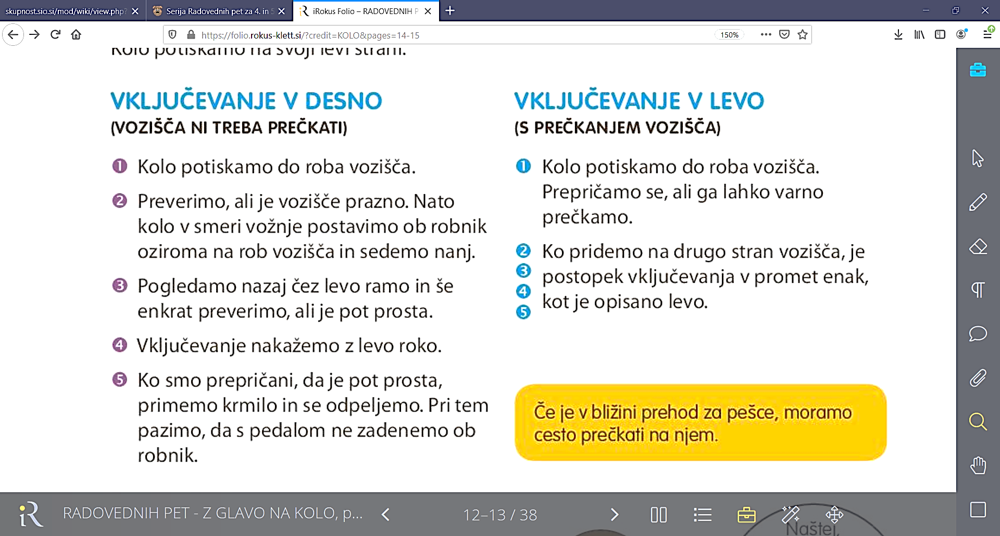 skupnost.sio.si/mod/wiki/view.php?
Serija Radovednih pet za 4. in 5
iRokus Folio – RADOVEDNIH P
https://folio.rokus-klett.si/?credit=KOLO&pages=14-15
150%
Kolo potiskamo na svoji levi strani.
VKLJUČEVANJE V DESNO
(VOZIŠČA NI TREBA PREČKATI)
1 Kolo potiskamo do roba vozišča.
2 Preverimo, ali je vozišče prazno. Nato
kolo v smeri vožnje postavimo ob robnik
oziroma na rob vozišča in sedemo nanj.
3 Pogledamo nazaj čez levo ramo in še
enkrat preverimo, ali je pot prosta.
4 Vključevanje nakažemo z levo roko.
5 Ko smo prepričani, da je pot prosta,
primemo krmilo in se odpeljemo. Pri tem
pazimo, da s pedalom ne zadenemo ob
robnik.
VKLJUČEVANJE V LEVO
(S PREČKANJEM VOZIŠČA)
1 Kolo potiskamo do roba vozišča.
Prepričamo se, ali ga lahko varno
prečkamo.
2 Ko pridemo na drugo stran vozišča, je
3 postopek vključevanja v promet enak,
4 kot je opisano levo.
5
Če je v bližini prehod za pešce, moramo
cesto prečkati na njem.
iR
RADOVEDNIH PET - Z GLAVO NA KOLO, p...
12–13 / 38
Naštej,